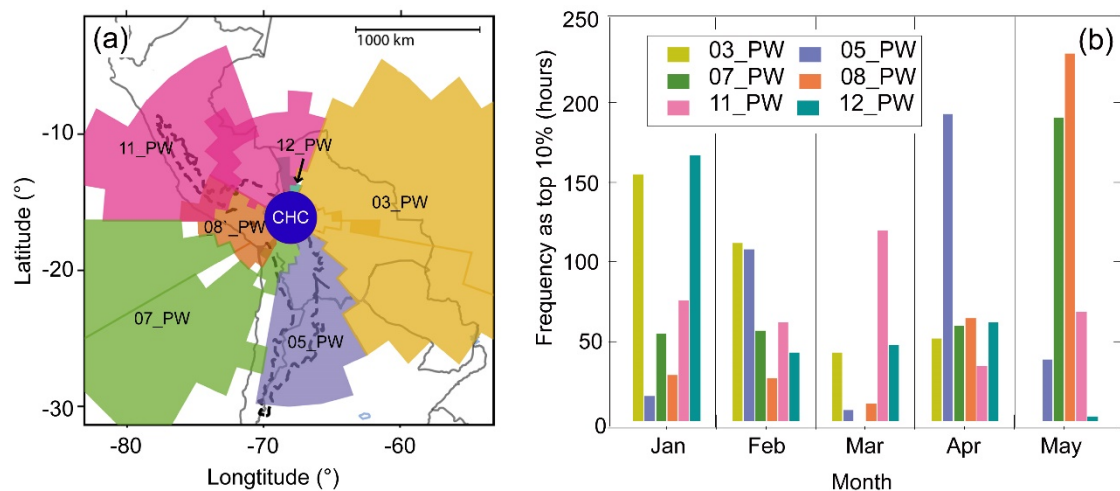 (a)
1000 km
11_PW
12_PW
03_PW
08_PW
CHC
07_PW
05_PW
-10
-20
-30
Latitude (°)
-80
-70
-60
Longtitude (°)
(b)
03_PW
05_PW
07_PW
08_PW
11_PW
12_PW
250
200
150
100
50
0
Frequency as top 10% (hours)
Jan
Feb
Mar
Apr
May
Month